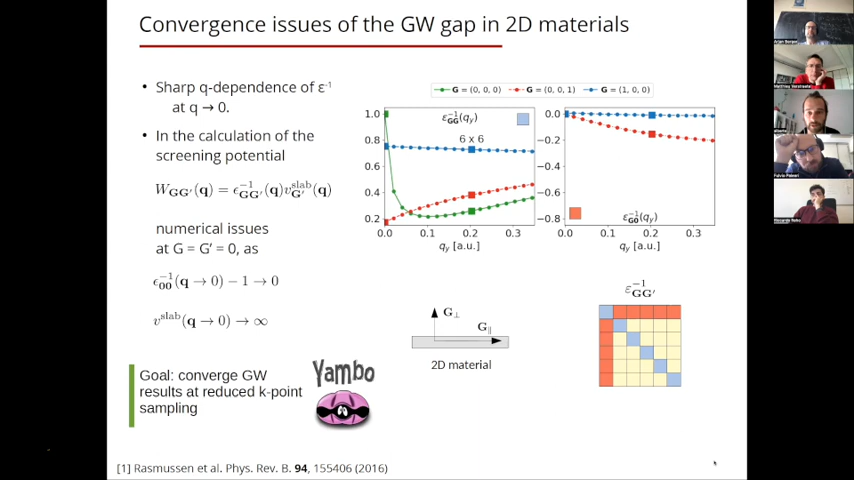 Convergence issues of the GW gap in 2D materials
• Sharp q-dependence of ε⁻¹
at q → 0.
• In the calculation of the
screening potential
W_GG'(q) = ϵ⁻¹_GG'(q)v^slab_G'(q)
numerical issues
at G = G' = 0, as
ϵ⁻¹_00(q → 0) − 1 → 0
v^slab(q → 0) → ∞
Goal: converge GW
results at reduced k-point
sampling
Yambo
G = (0, 0, 0) G = (0, 0, 1) G = (1, 0, 0)
ε⁻¹_GG(q_y)
6 x 6
1.0
0.8
0.6
0.4
0.2
0.0 0.1 0.2 0.3
q_y [a.u.]
0.0
−0.2
−0.4
−0.6
−0.8
ε⁻¹_G0(q_y)
0.0 0.1 0.2 0.3
q_y [a.u.]
G⊥
G∥
2D material
ε⁻¹_GG'
[1] Rasmussen et al. Phys. Rev. B. 94, 155406 (2016)